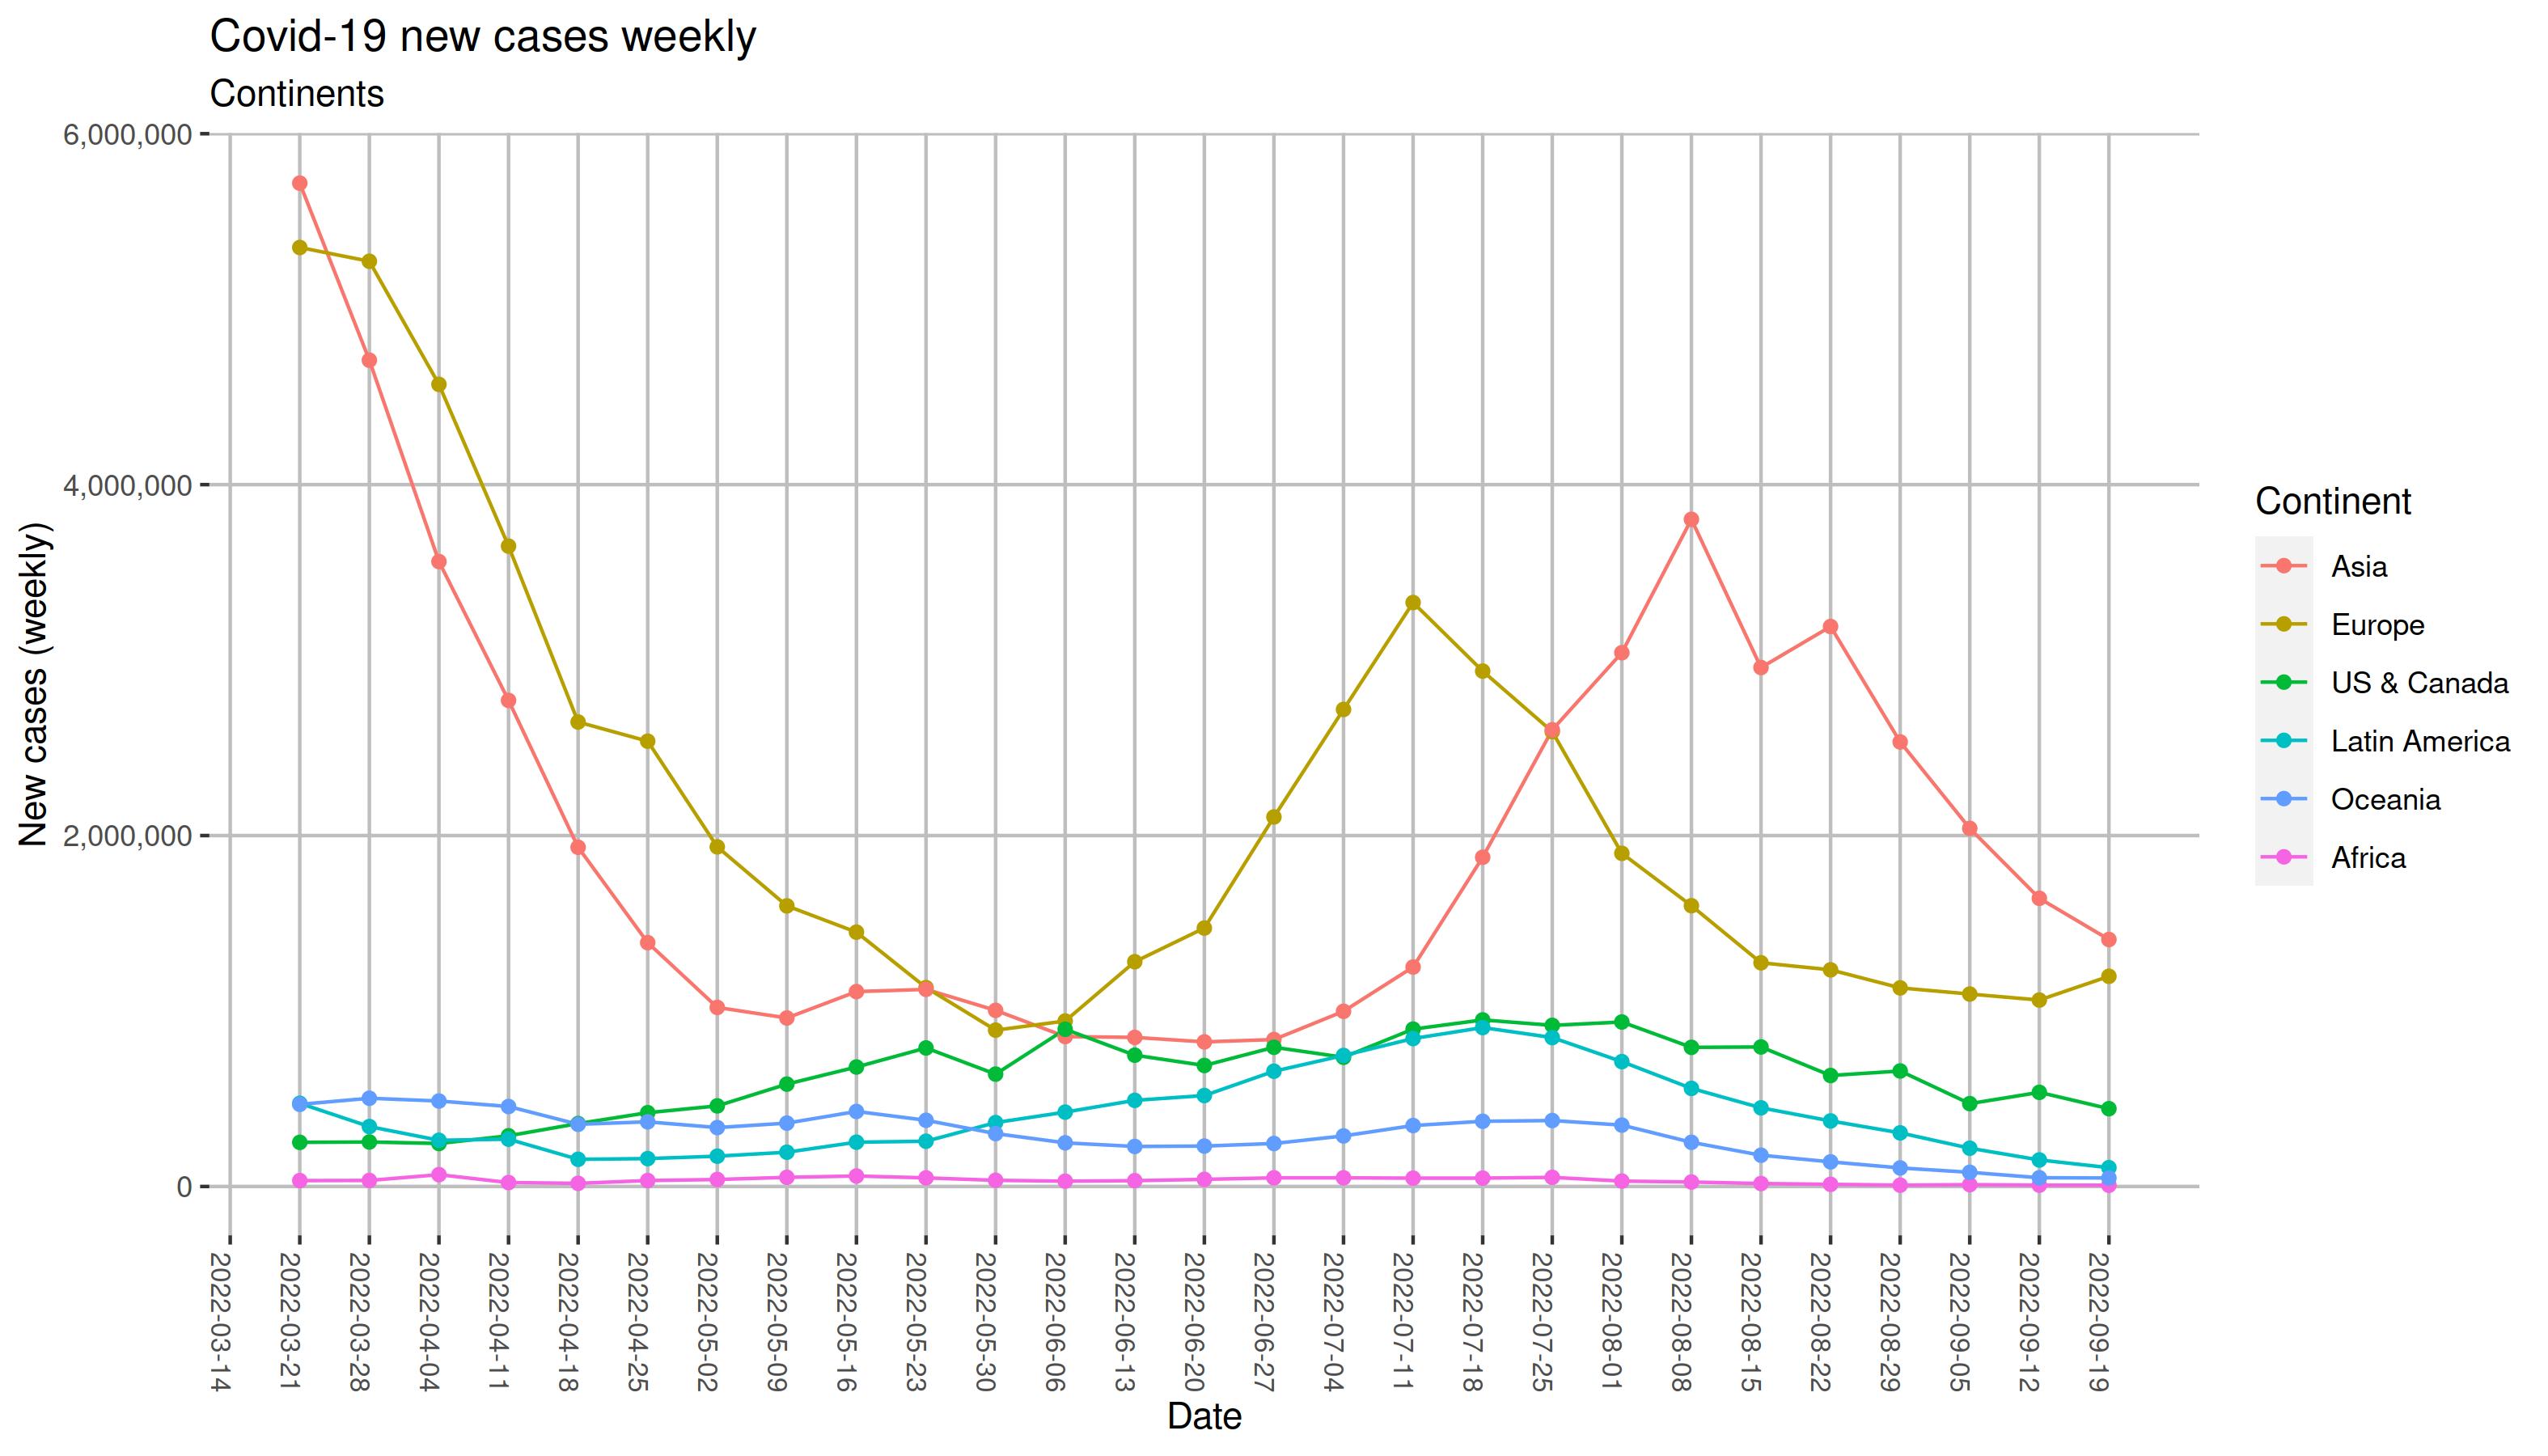 Covid-19 new cases weekly
Continents
New cases (weekly)
6,000,000
4,000,000
2,000,000
0
2022-03-14
2022-03-21
2022-03-28
2022-04-04
2022-04-11
2022-04-18
2022-04-25
2022-05-02
2022-05-09
2022-05-16
2022-05-23
2022-05-30
2022-06-06
2022-06-13
2022-06-20
2022-06-27
2022-07-04
2022-07-11
2022-07-18
2022-07-25
2022-08-01
2022-08-08
2022-08-15
2022-08-22
2022-08-29
2022-09-05
2022-09-12
2022-09-19
Date
Continent
Asia
Europe
US & Canada
Latin America
Oceania
Africa